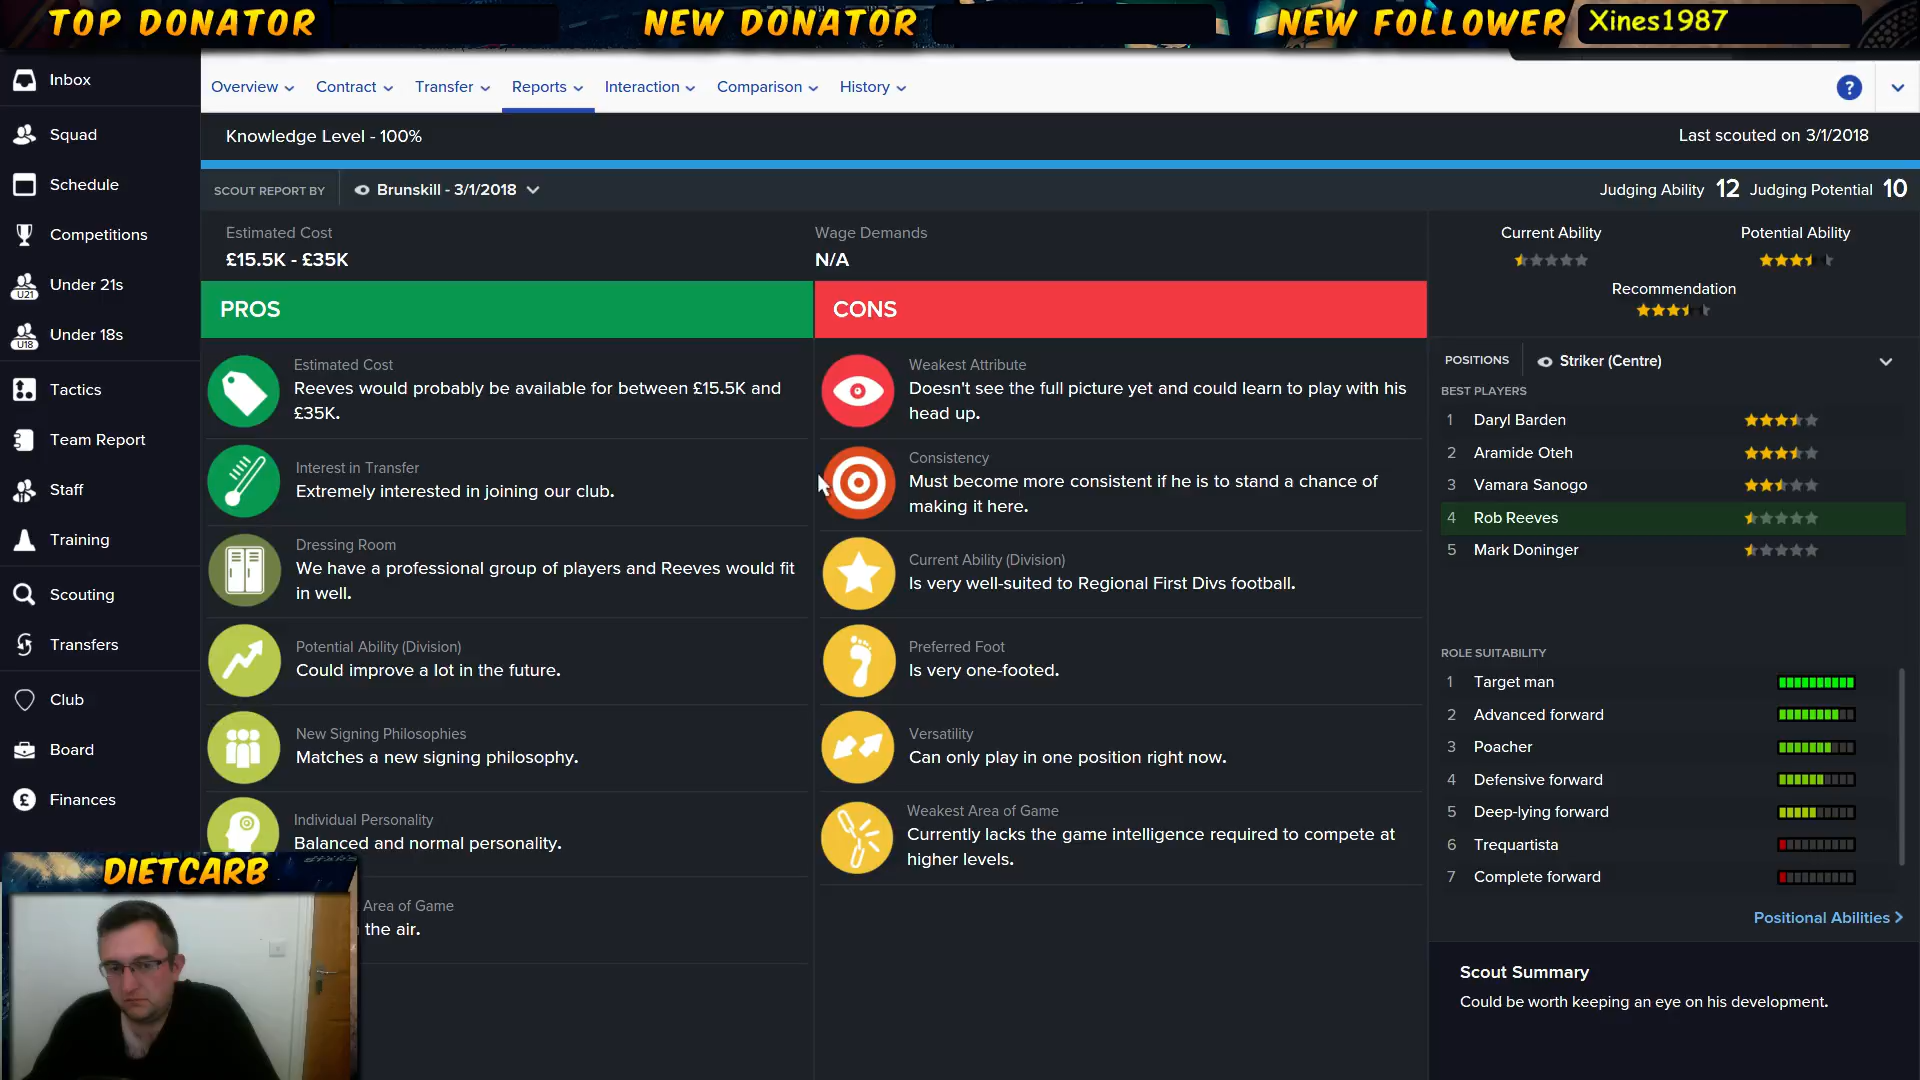 TOP DONATOR
NEW DONATOR
NEW FOLLOWER
Xines1987
Inbox
Squad
Schedule
Competitions
U21
Under 21s
U18
Under 18s
Tactics
Team Report
Staff
Training
Scouting
Transfers
Club
Board
£
Finances
Overview
Contract
Transfer
Reports
Interaction
Comparison
History
?
Knowledge Level - 100%
Last scouted on 3/1/2018
SCOUT REPORT BY
Brunskill - 3/1/2018
Judging Ability 12 Judging Potential 10
Estimated Cost
£15.5K - £35K
Wage Demands
N/A
PROS
Estimated Cost
Reeves would probably be available for between £15.5K and
£35K.
Interest in Transfer
Extremely interested in joining our club.
Dressing Room
We have a professional group of players and Reeves would fit
in well.
Potential Ability (Division)
Could improve a lot in the future.
New Signing Philosophies
Matches a new signing philosophy.
Individual Personality
Balanced and normal personality.
Area of Game
the air.
CONS
Weakest Attribute
Doesn't see the full picture yet and could learn to play with his
head up.
Consistency
Must become more consistent if he is to stand a chance of
making it here.
Current Ability (Division)
Is very well-suited to Regional First Divs football.
Preferred Foot
Is very one-footed.
Versatility
Can only play in one position right now.
Weakest Area of Game
Currently lacks the game intelligence required to compete at
higher levels.
Current Ability
Potential Ability
Recommendation
POSITIONS
Striker (Centre)
BEST PLAYERS
1 Daryl Barden
2 Aramide Oteh
3 Vamara Sanogo
4 Rob Reeves
5 Mark Doninger
ROLE SUITABILITY
1 Target man
2 Advanced forward
3 Poacher
4 Defensive forward
5 Deep-lying forward
6 Trequartista
7 Complete forward
Positional Abilities
Scout Summary
Could be worth keeping an eye on his development.
DIETCARB